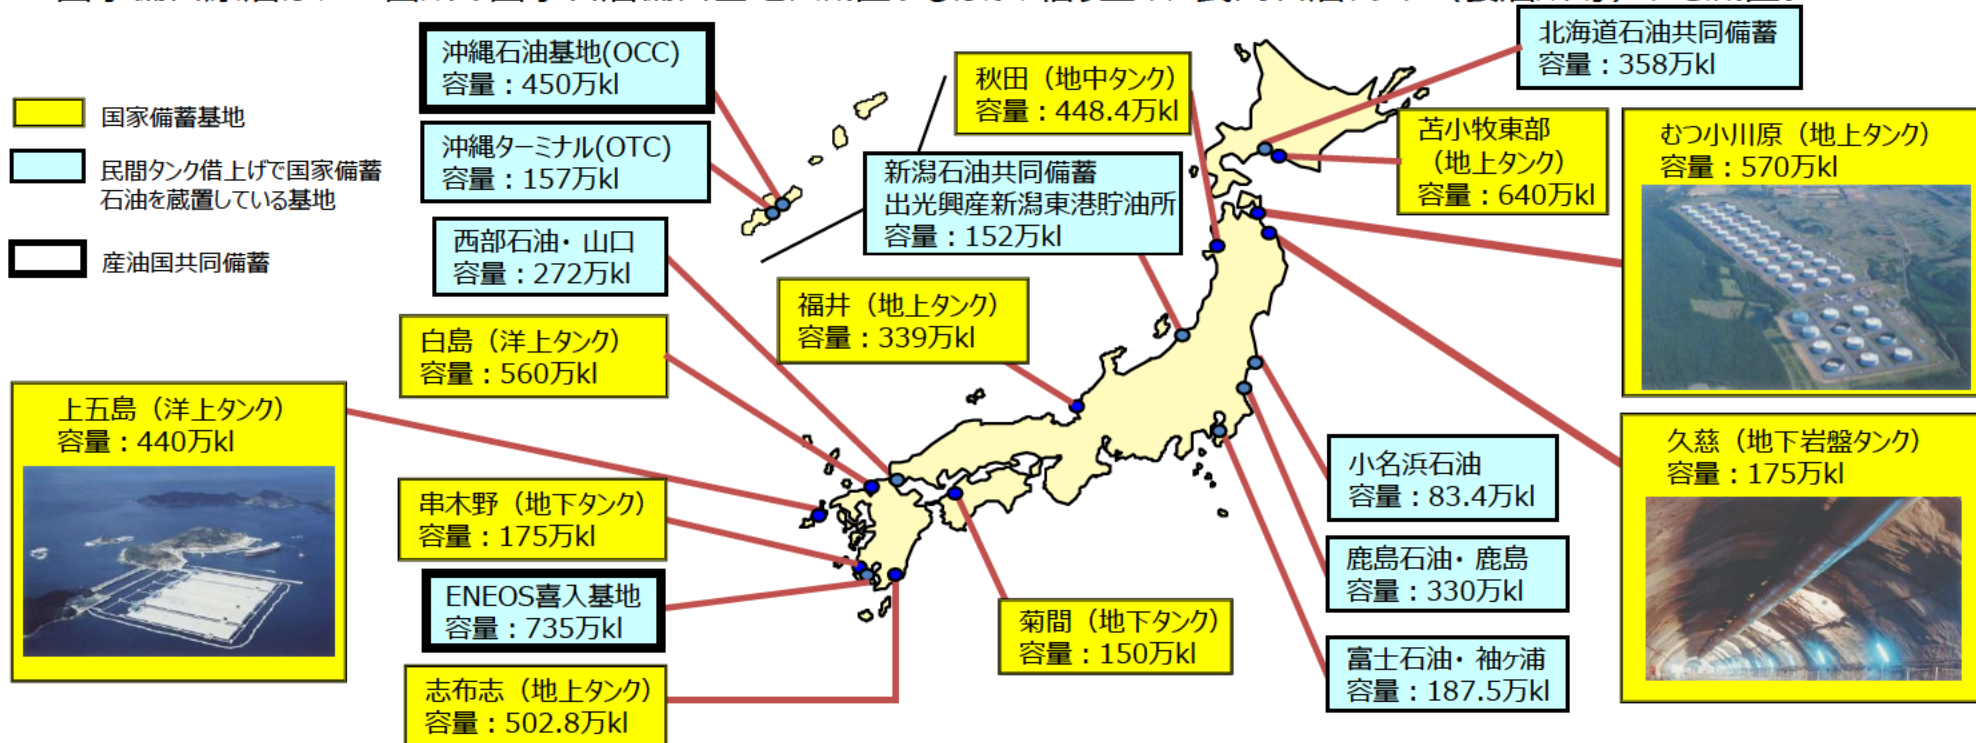 国家備蓄基地
民間タンク借上げで国家備蓄
石油を蔵置している基地
産油国共同備蓄
沖縄石油基地(OCC)
容量：450万kl
沖縄ターミナル(OTC)
容量：157万kl
西部石油・山口
容量：272万kl
白島（洋上タンク）
容量：560万kl
上五島（洋上タンク）
容量：440万kl
串木野（地下タンク）
容量：175万kl
ENEOS喜入基地
容量：735万kl
志布志（地上タンク）
容量：502.8万kl
秋田（地中タンク）
容量：448.4万kl
新潟石油共同備蓄
出光興産新潟東港貯油所
容量：152万kl
福井（地上タンク）
容量：339万kl
菊間（地下タンク）
容量：150万kl
北海道石油共同備蓄
容量：358万kl
苫小牧東部
（地上タンク）
容量：640万kl
むつ小川原（地上タンク）
容量：570万kl
久慈（地下岩盤タンク）
容量：175万kl
小名浜石油
容量：83.4万kl
鹿島石油・鹿島
容量：330万kl
富士石油・袖ケ浦
容量：187.5万kl